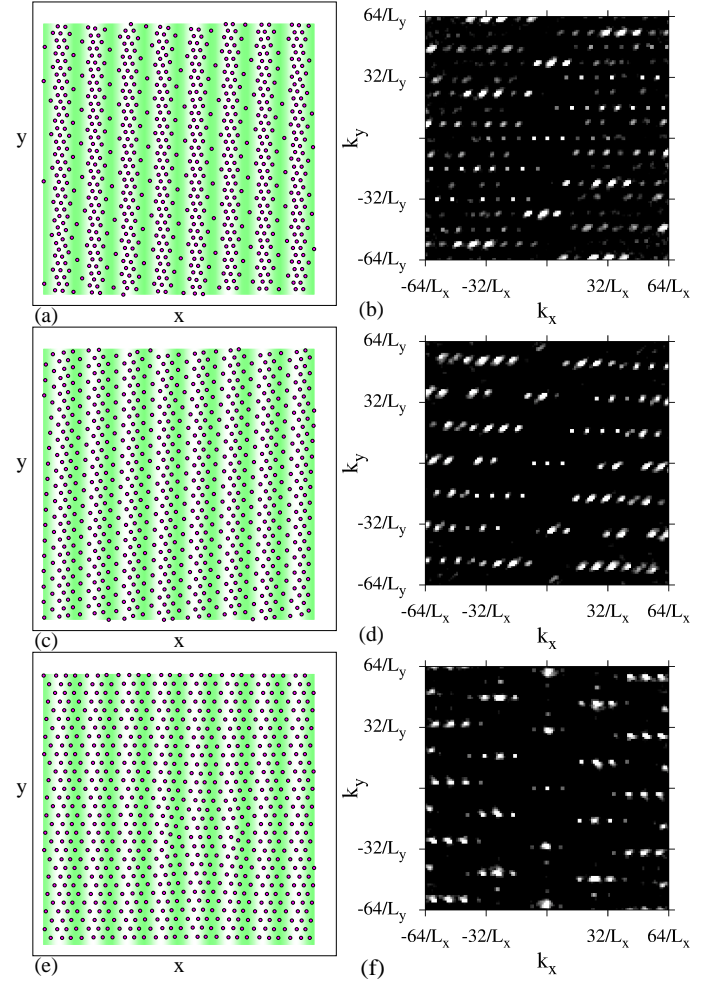 y
(a)
x
k_y
64/L_y
32/L_y
-32/L_y
-64/L_y
-64/L_x -32/L_x 32/L_x 64/L_x
(b)
k_x
y
(c)
x
k_y
64/L_y
32/L_y
-32/L_y
-64/L_y
-64/L_x -32/L_x 32/L_x 64/L_x
(d)
k_x
y
(e)
x
k_y
64/L_y
32/L_y
-32/L_y
-64/L_y
-64/L_x -32/L_x 32/L_x 64/L_x
(f)
k_x